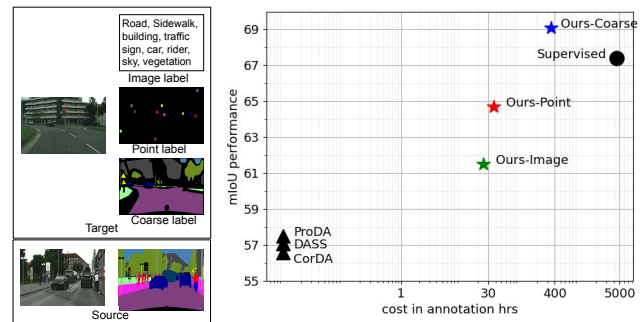 Road, Sidewalk,
building, traffic
sign, car, rider,
sky, vegetation
Image label
Point label
Coarse label
Target
Source
69
67
65
63
61
59
57
55
mIoU performance
Ours-Coarse
Supervised
Ours-Point
Ours-Image
ProDA
DASS
CorDA
1
30
400
5000
cost in annotation hrs